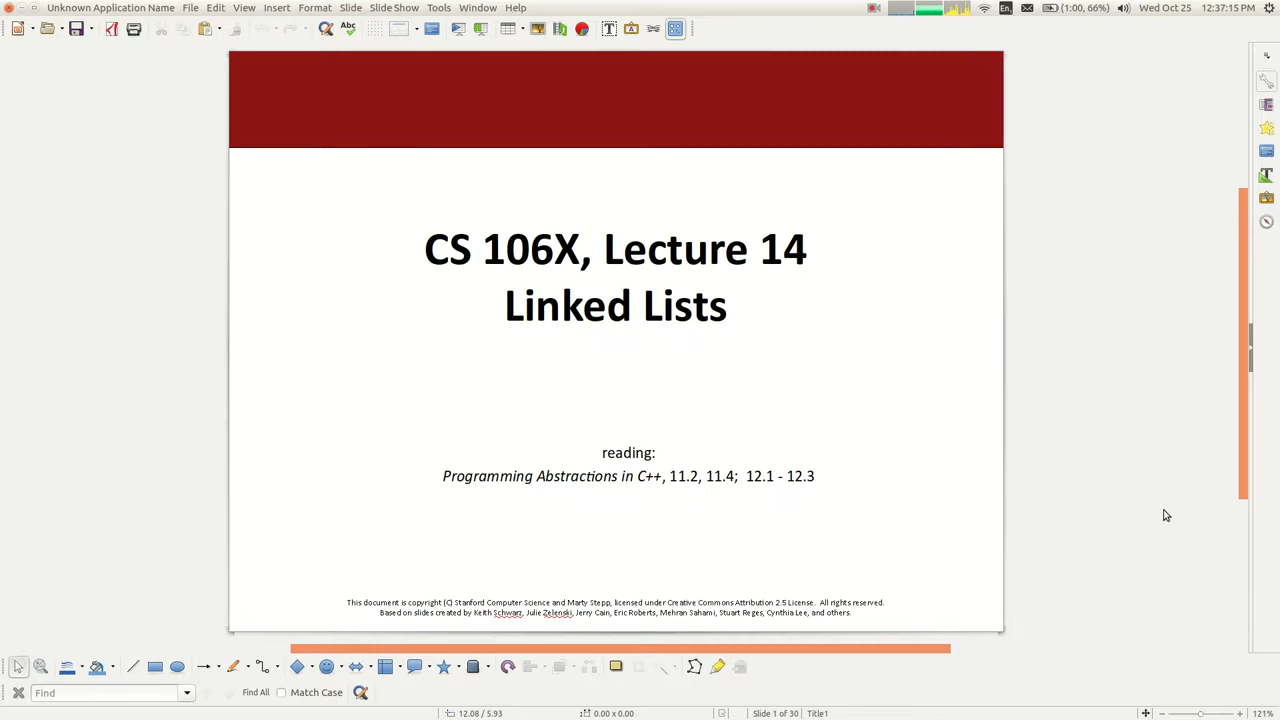 Unknown Application Name File Edit View Insert Format Slide Slide Show Tools Window Help
En (1:00, 66%) Wed Oct 25 12:37:15 PM
Abc
CS 106X, Lecture 14
Linked Lists
reading:
Programming Abstractions in C++, 11.2, 11.4; 12.1 - 12.3
This document is copyright (C) Stanford Computer Science and Marty Stepp, licensed under Creative Commons Attribution 2.5 License. All rights reserved.
Based on slides created by Keith Schwarz, Julie Zelenski, Jerry Cain, Eric Roberts, Mehran Sahami, Stuart Reges, Cynthia Lee, and others.
Find Find All Match Case
12.08 / 5.93 0.00 x 0.00 Slide 1 of 30 Title1 121%